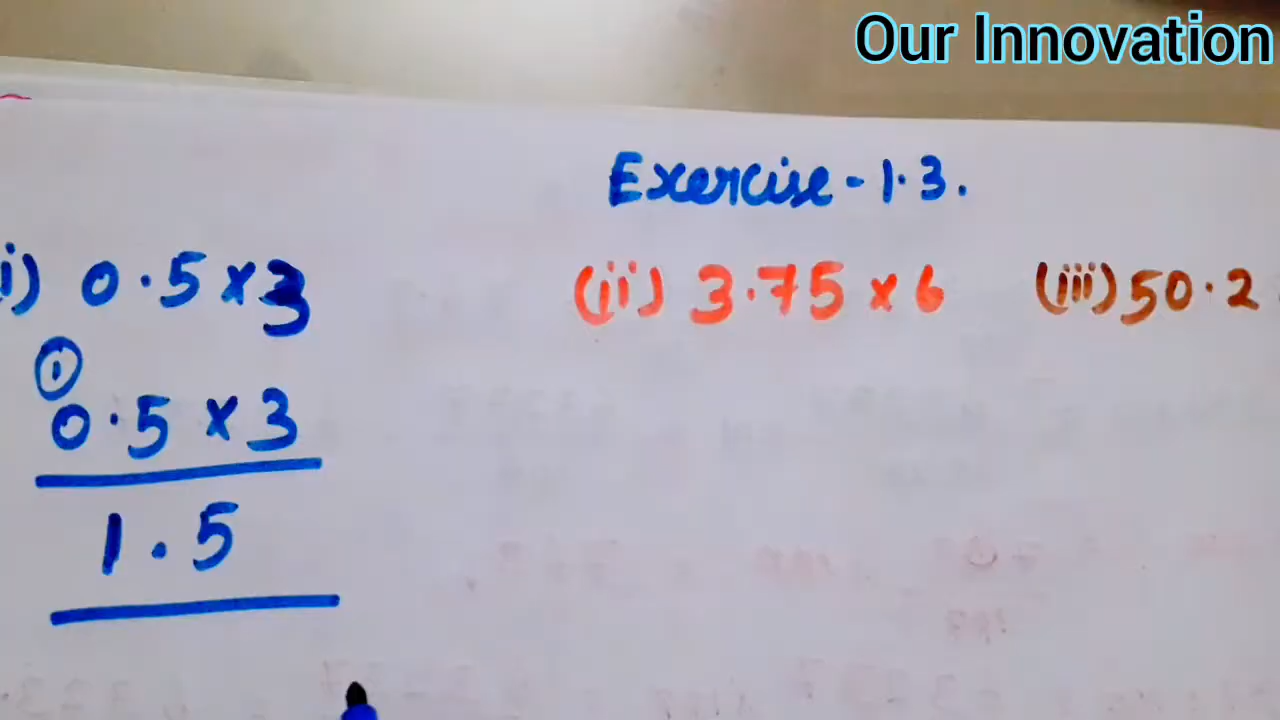 Our Innovation
Exercise - 1.3.
i) 0.5 x 3
(ii) 3.75 x 6
(iii) 50.2
1
0.5 x 3
1.5